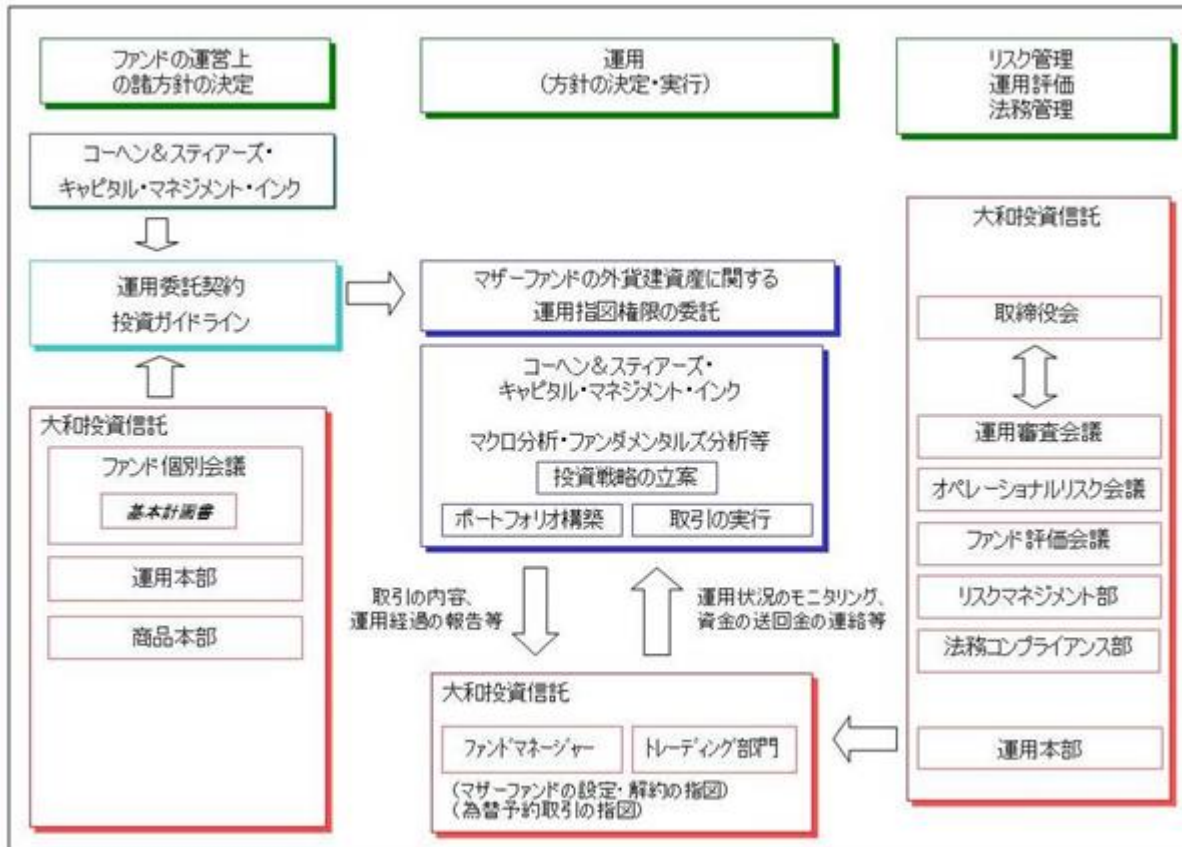 ファンドの運営上
の諸方針の決定
運用
(方針の決定・実行)
リスク管理
運用評価
法務管理
コーヘン＆スティアーズ・
キャピタル・マネジメント・インク
運用委託契約
投資ガイドライン
大和投資信託
ファンド個別会議
基本計画書
運用本部
商品本部
マザーファンドの外貨建資産に関する
運用指図権限の委託
コーヘン＆スティアーズ・
キャピタル・マネジメント・インク
マクロ分析・ファンダメンタルズ分析等
投資戦略の立案
ポートフォリオ構築
取引の実行
取引の内容、
運用経過の報告等
運用状況のモニタリング、
資金の送回金の連絡等
大和投資信託
ファンドマネージャー
トレーディング部門
(マザーファンドの設定・解約の指図)
(為替予約取引の指図)
大和投資信託
取締役会
運用審査会議
オペレーショナルリスク会議
ファンド評価会議
リスクマネジメント部
法務コンプライアンス部
運用本部